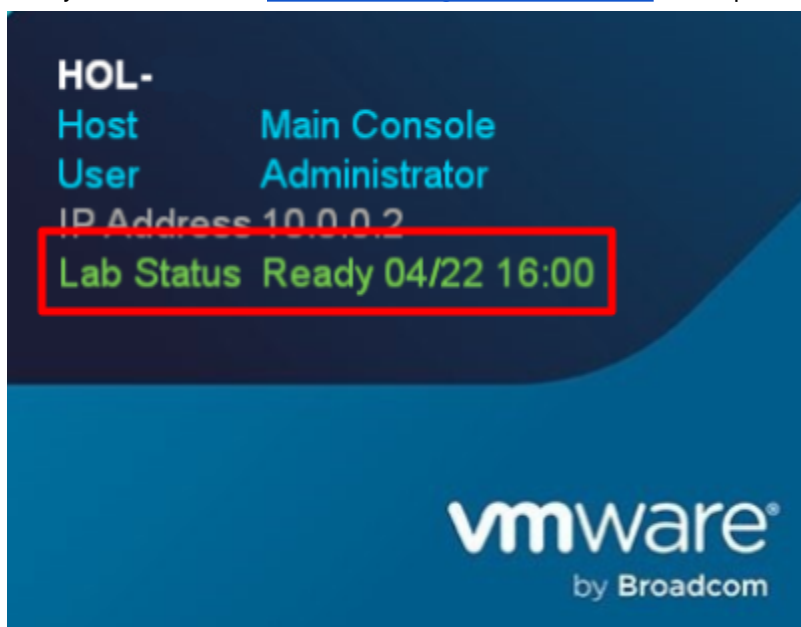 HOL-
Host Main Console
User Administrator
IP Address 10.0.0.2
Lab Status Ready 04/22 16:00
vmware®
by Broadcom